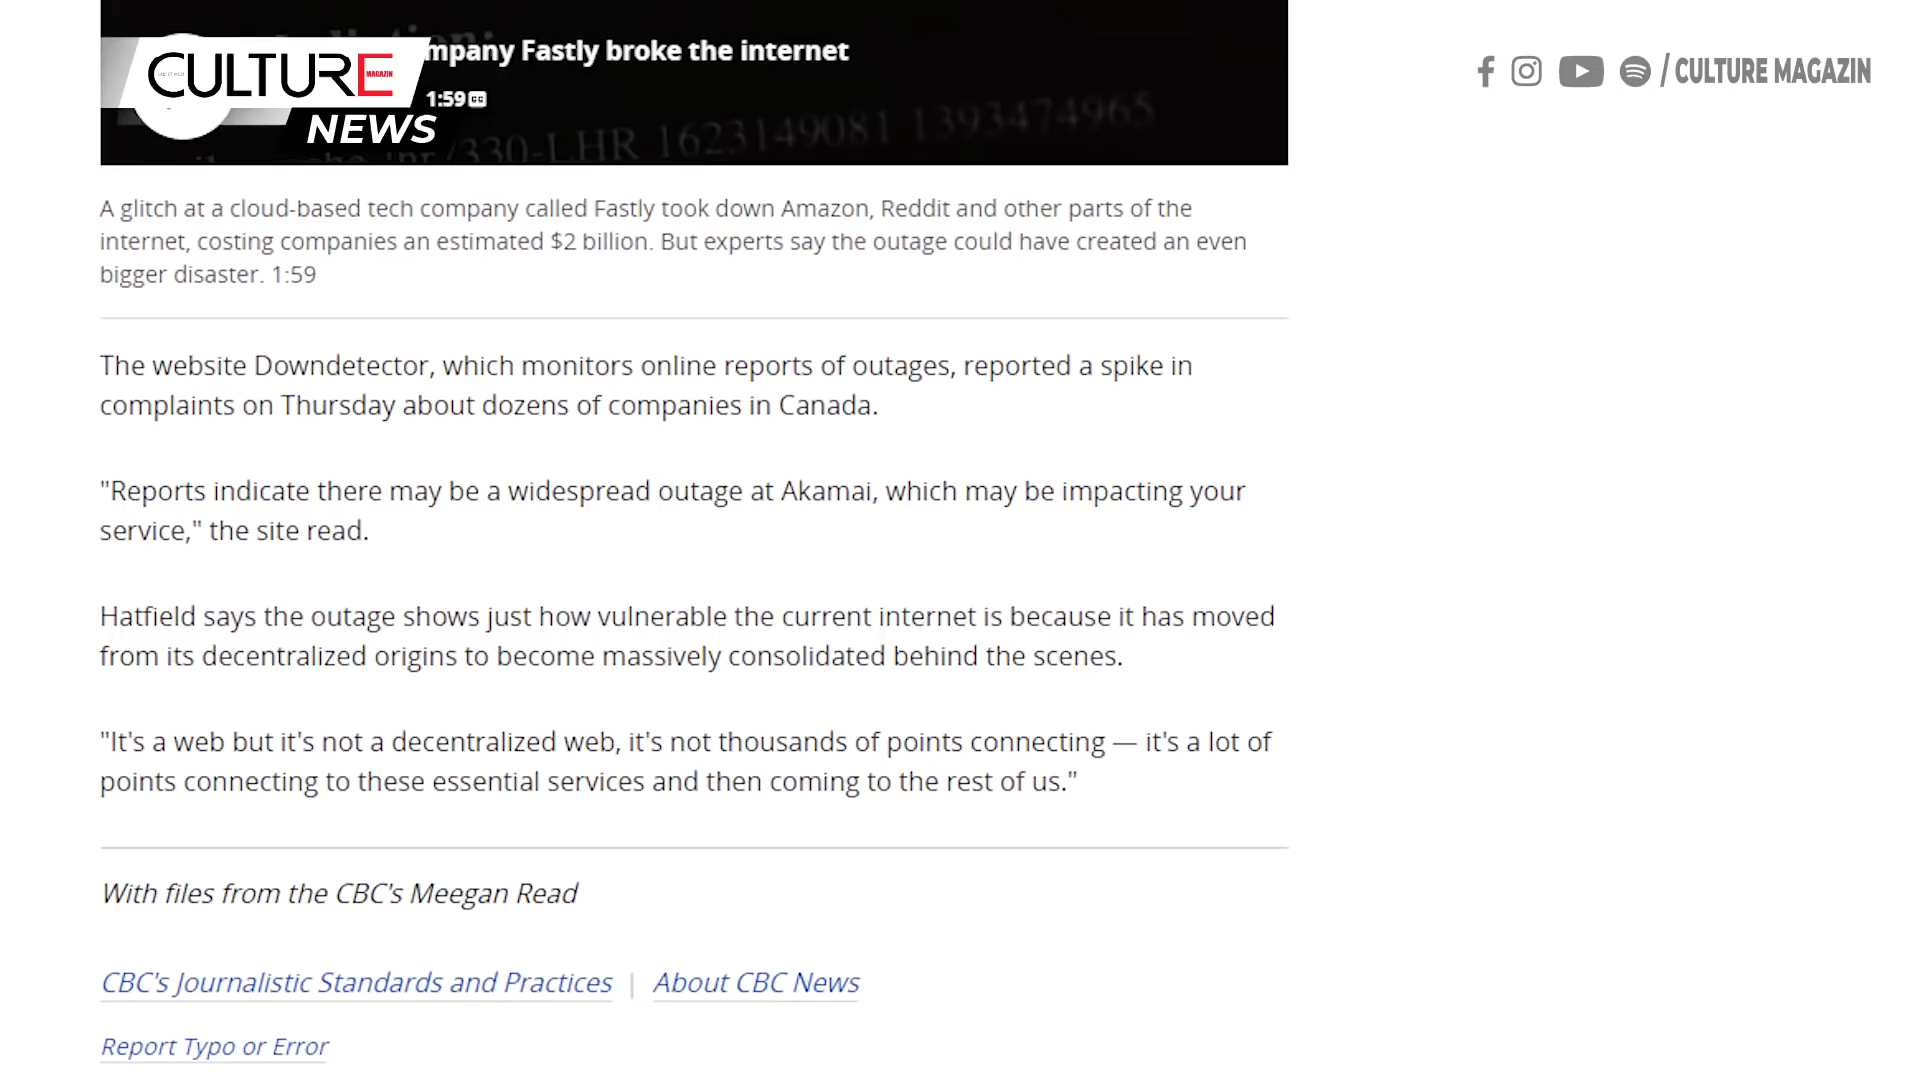 mpany Fastly broke the internet
CULTURE
MAGAZIN
NEWS
1:59 CC
/330-LHR 1623149081 1393474965
/ CULTURE MAGAZIN
A glitch at a cloud-based tech company called Fastly took down Amazon, Reddit and other parts of the
internet, costing companies an estimated $2 billion. But experts say the outage could have created an even
bigger disaster. 1:59
The website Downdetector, which monitors online reports of outages, reported a spike in
complaints on Thursday about dozens of companies in Canada.
"Reports indicate there may be a widespread outage at Akamai, which may be impacting your
service," the site read.
Hatfield says the outage shows just how vulnerable the current internet is because it has moved
from its decentralized origins to become massively consolidated behind the scenes.
"It's a web but it's not a decentralized web, it's not thousands of points connecting — it's a lot of
points connecting to these essential services and then coming to the rest of us."
With files from the CBC's Meegan Read
CBC's Journalistic Standards and Practices | About CBC News
Report Typo or Error